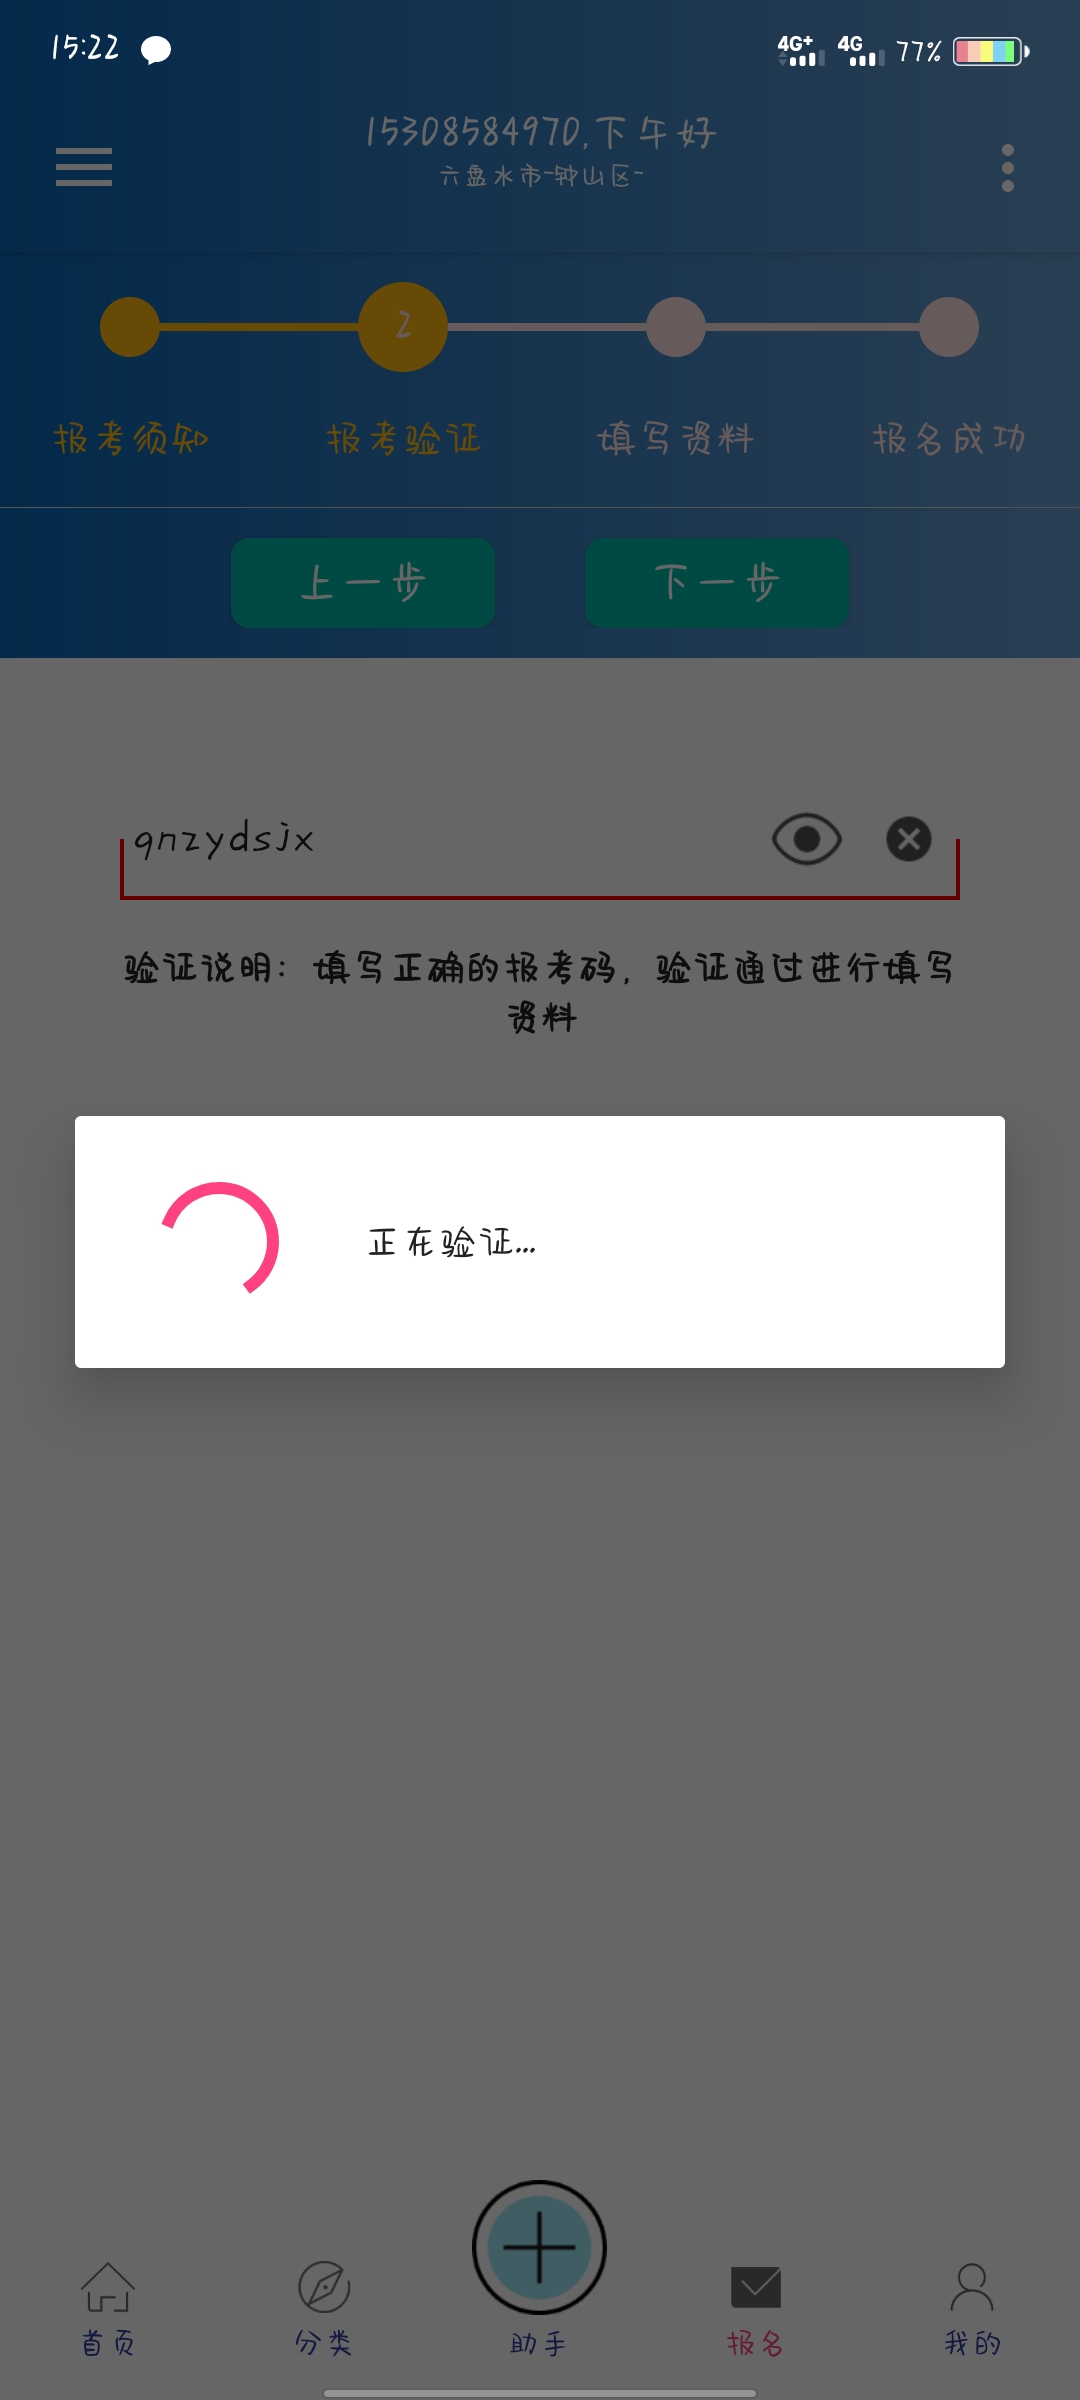 15:22 4G+ 4G 77%
15308584970,下午好
六盘水市-钟山区-
2
报考须知 报考验证 填写资料 报名成功
上一步 下一步
qnzydsjx
验证说明：填写正确的报考码，验证通过进行填写
资料
正在验证...
首页 分类 助手 报名 我的